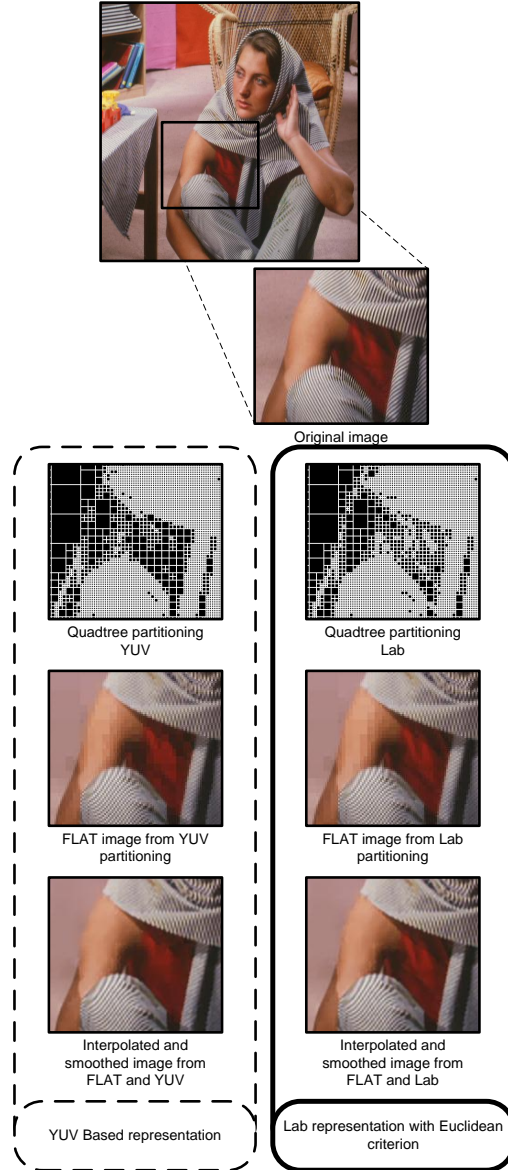 Original image
Quadtree partitioning
YUV
Quadtree partitioning
Lab
FLAT image from YUV
partitioning
FLAT image from Lab
partitioning
Interpolated and
smoothed image from
FLAT and YUV
Interpolated and
smoothed image from
FLAT and Lab
YUV Based representation
Lab representation with Euclidean
criterion